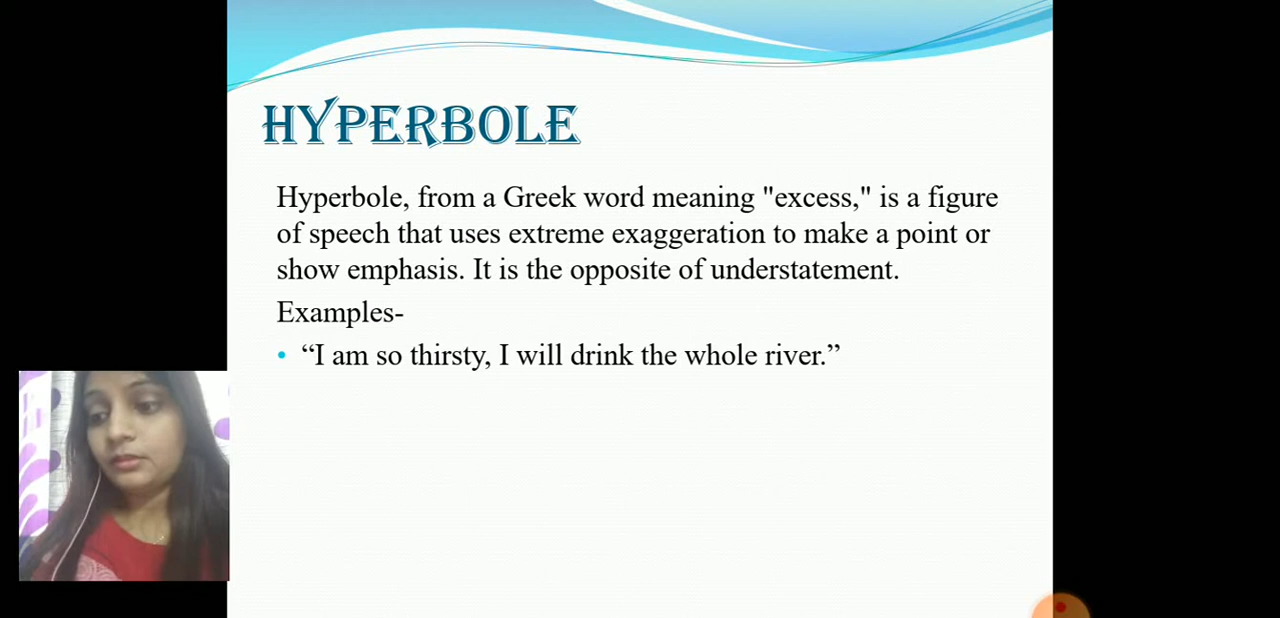 HYPERBOLE
Hyperbole, from a Greek word meaning "excess," is a figure
of speech that uses extreme exaggeration to make a point or
show emphasis. It is the opposite of understatement.
Examples-
• “I am so thirsty, I will drink the whole river.”